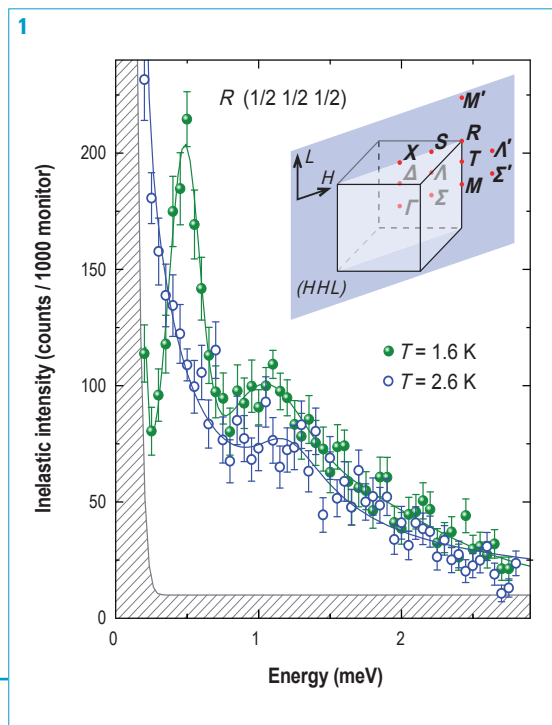 1
R (1/2 1/2 1/2)
M′
R
S
X
T
Λ′
Λ
Δ
Σ′
M
Σ
Γ
L
H
(HHL)
T = 1.6 K
T = 2.6 K
200
150
100
50
0
0 1 2
Inelastic intensity (counts / 1000 monitor)
Energy (meV)